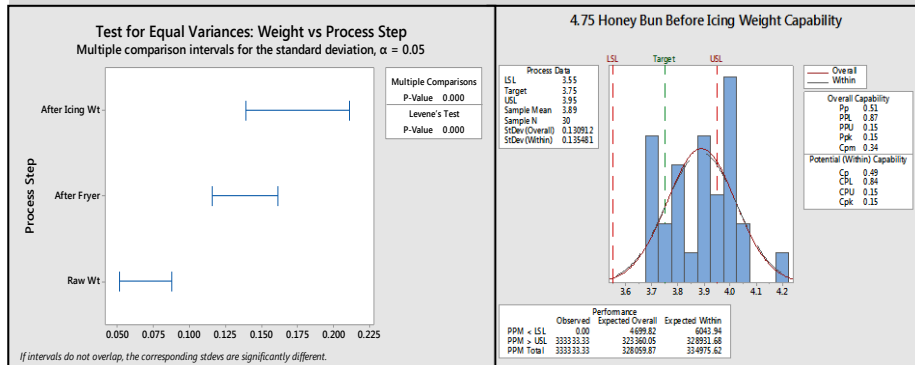 Test for Equal Variances: Weight vs Process Step
Multiple comparison intervals for the standard deviation, α = 0.05
Multiple Comparisons
P-Value 0.000
Levene's Test
P-Value 0.000
Process Step
After Icing Wt
After Fryer
Raw Wt
0.050 0.075 0.100 0.125 0.150 0.175 0.200 0.225
If intervals do not overlap, the corresponding stdevs are significantly different.
4.75 Honey Bun Before Icing Weight Capability
LSL Target USL
Process Data
LSL 3.55
Target 3.75
USL 3.95
Sample Mean 3.89
Sample N 30
StDev(Overall) 0.130912
StDev(Within) 0.135481
Overall
Within
Overall Capability
Pp 0.51
PPL 0.87
PPU 0.15
Ppk 0.15
Cpm 0.34
Potential (Within) Capability
Cp 0.49
CPL 0.84
CPU 0.15
Cpk 0.15
3.6 3.7 3.8 3.9 4.0 4.1 4.2
Performance
Observed Expected Overall Expected Within
PPM < LSL 0.00 4699.82 6043.94
PPM > USL 333333.33 323360.05 328931.68
PPM Total 333333.33 328059.87 334975.62